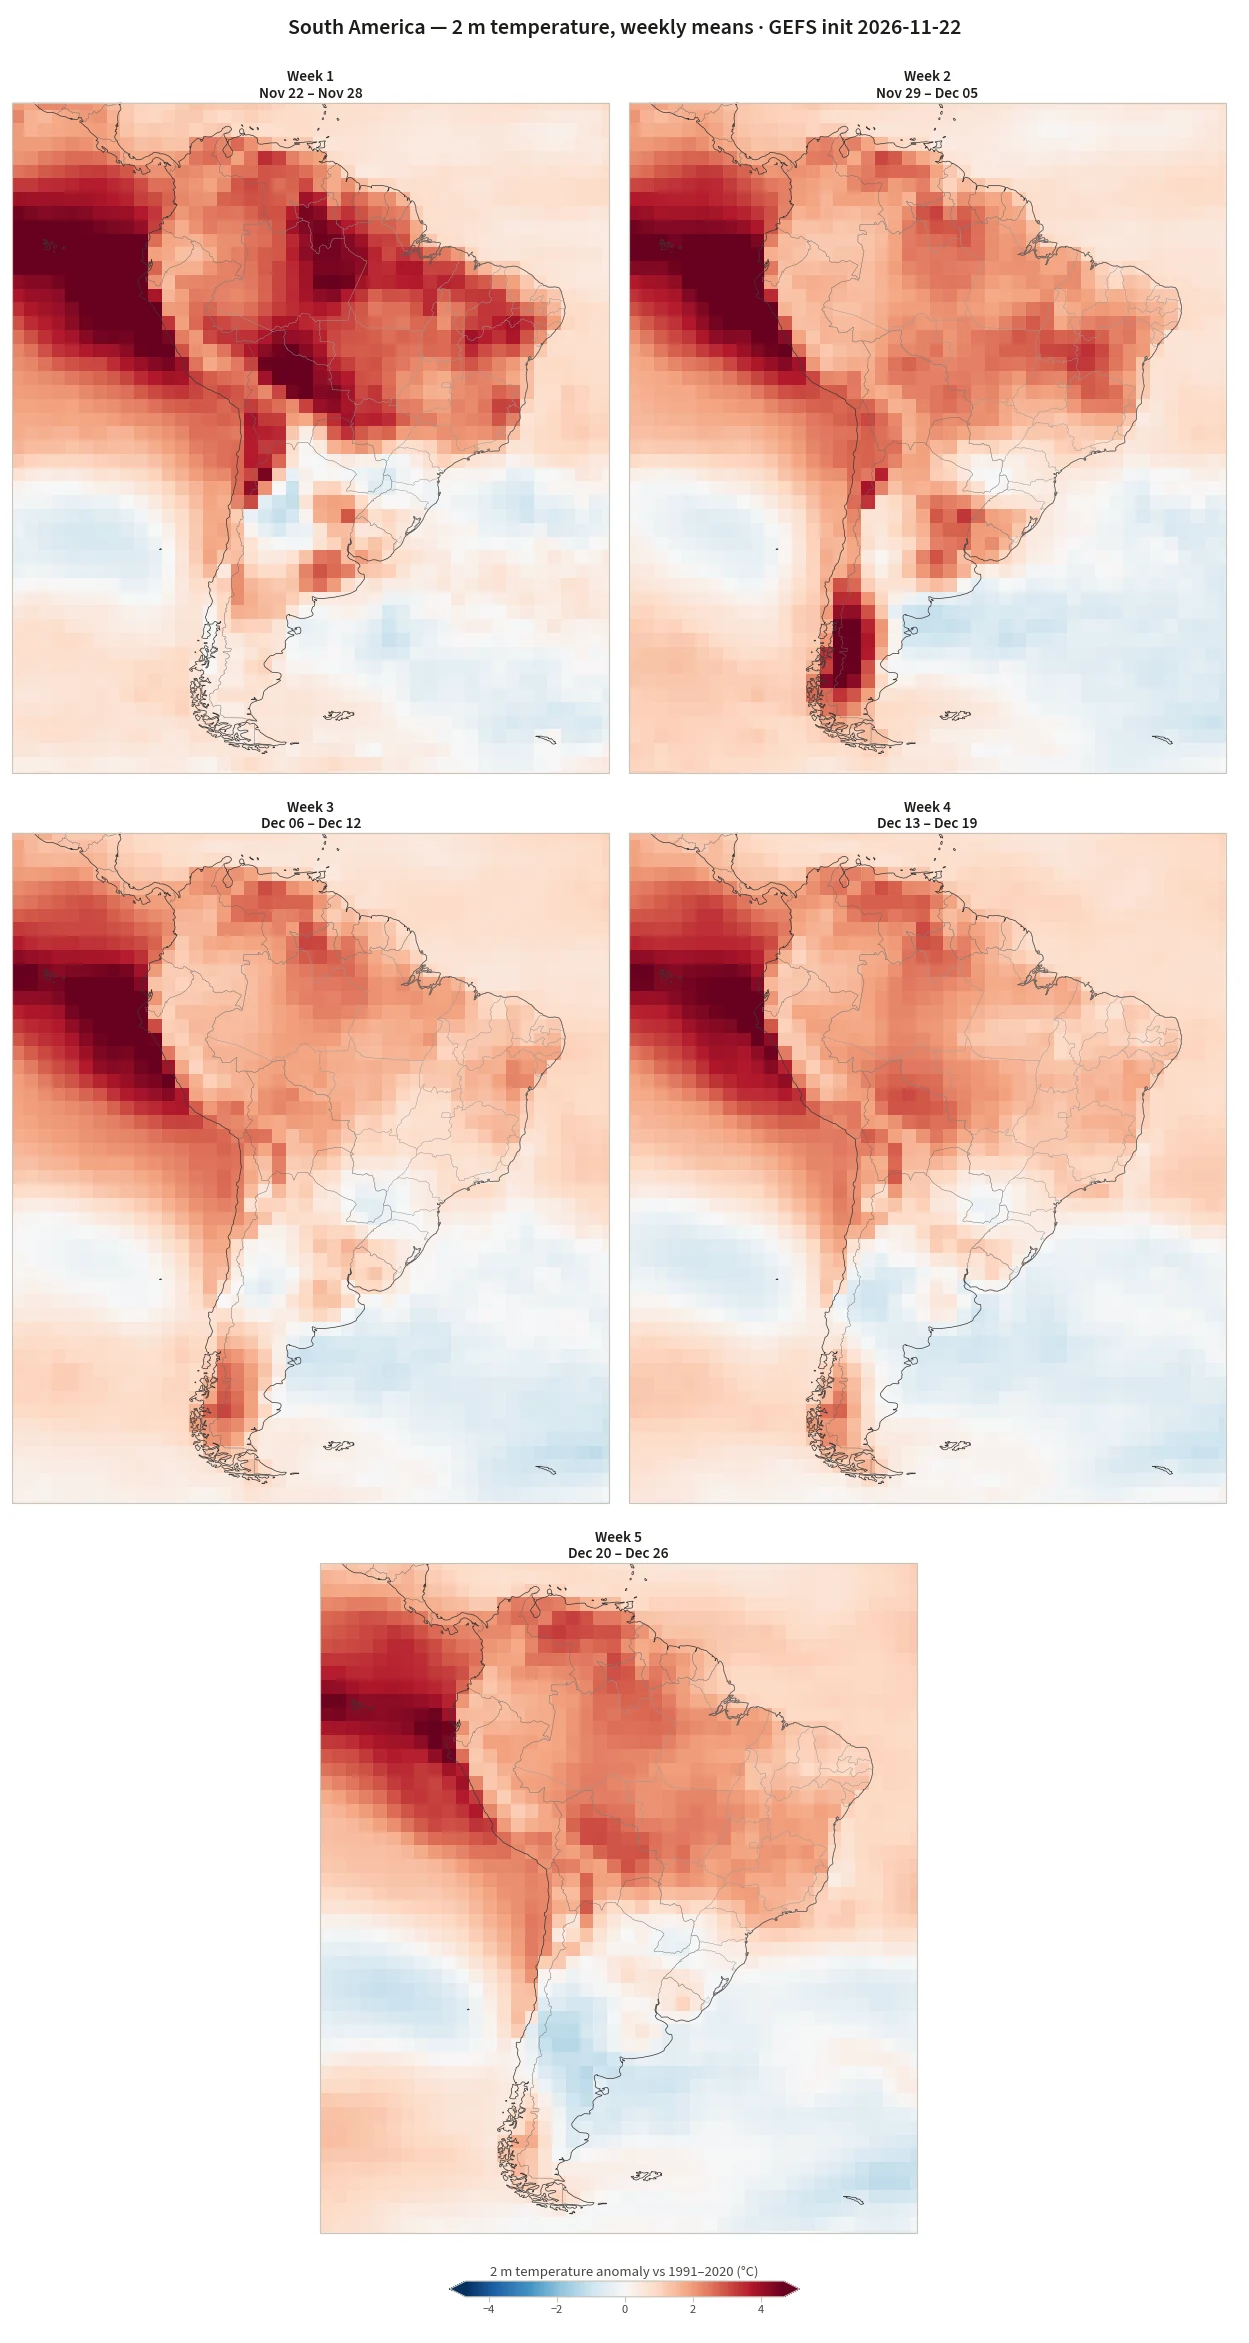 South America — 2 m temperature, weekly means · GEFS init 2026-11-22
Week 1
Nov 22 – Nov 28
Week 2
Nov 29 – Dec 05
Week 3
Dec 06 – Dec 12
Week 4
Dec 13 – Dec 19
Week 5
Dec 20 – Dec 26
2 m temperature anomaly vs 1991–2020 (°C)
−4 −2 0 2 4